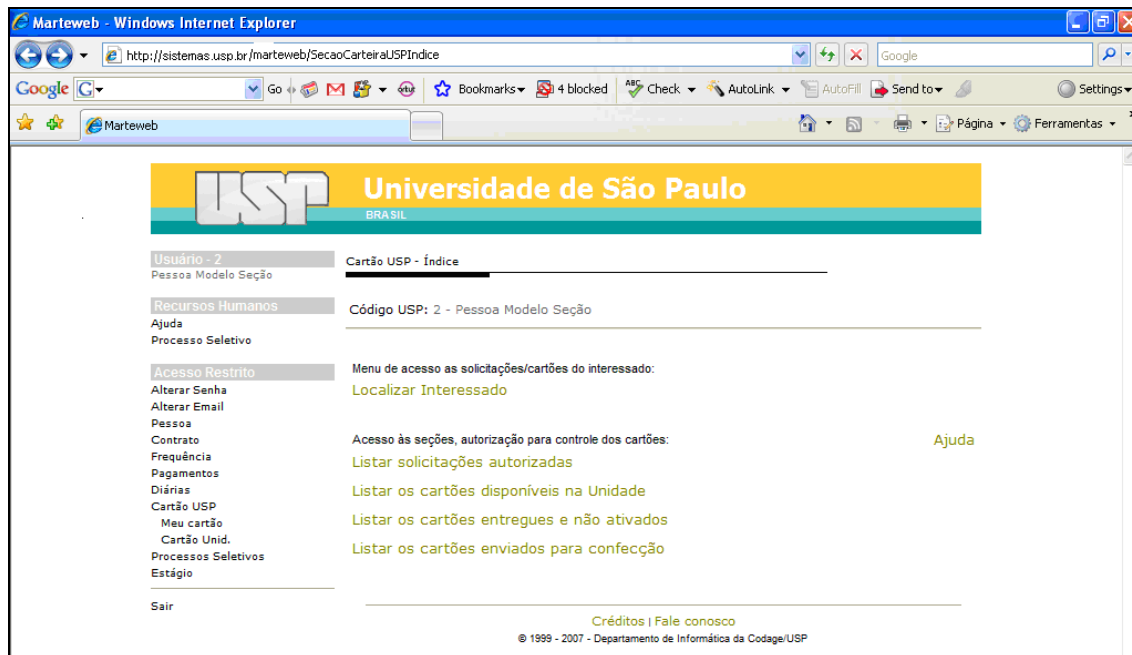 Marteweb - Windows Internet Explorer
http://sistemas.usp.br/marteweb/SecaoCarteiraUSPIndice
Google
Google G Go Bookmarks 4 blocked ABC Check AutoLink AutoFill Send to Settings
Marteweb
Página Ferramentas
USP
Universidade de São Paulo
BRASIL
Usuário - 2
Pessoa Modelo Seção
Recursos Humanos
Ajuda
Processo Seletivo
Acesso Restrito
Alterar Senha
Alterar Email
Pessoa
Contrato
Frequência
Pagamentos
Diárias
Cartão USP
Meu cartão
Cartão Unid.
Processos Seletivos
Estágio
Sair
Cartão USP - Índice
Código USP: 2 - Pessoa Modelo Seção
Menu de acesso as solicitações/cartões do interessado:
Localizar Interessado
Acesso às seções, autorização para controle dos cartões:
Ajuda
Listar solicitações autorizadas
Listar os cartões disponíveis na Unidade
Listar os cartões entregues e não ativados
Listar os cartões enviados para confecção
Créditos | Fale conosco
© 1999 - 2007 - Departamento de Informática da Codage/USP